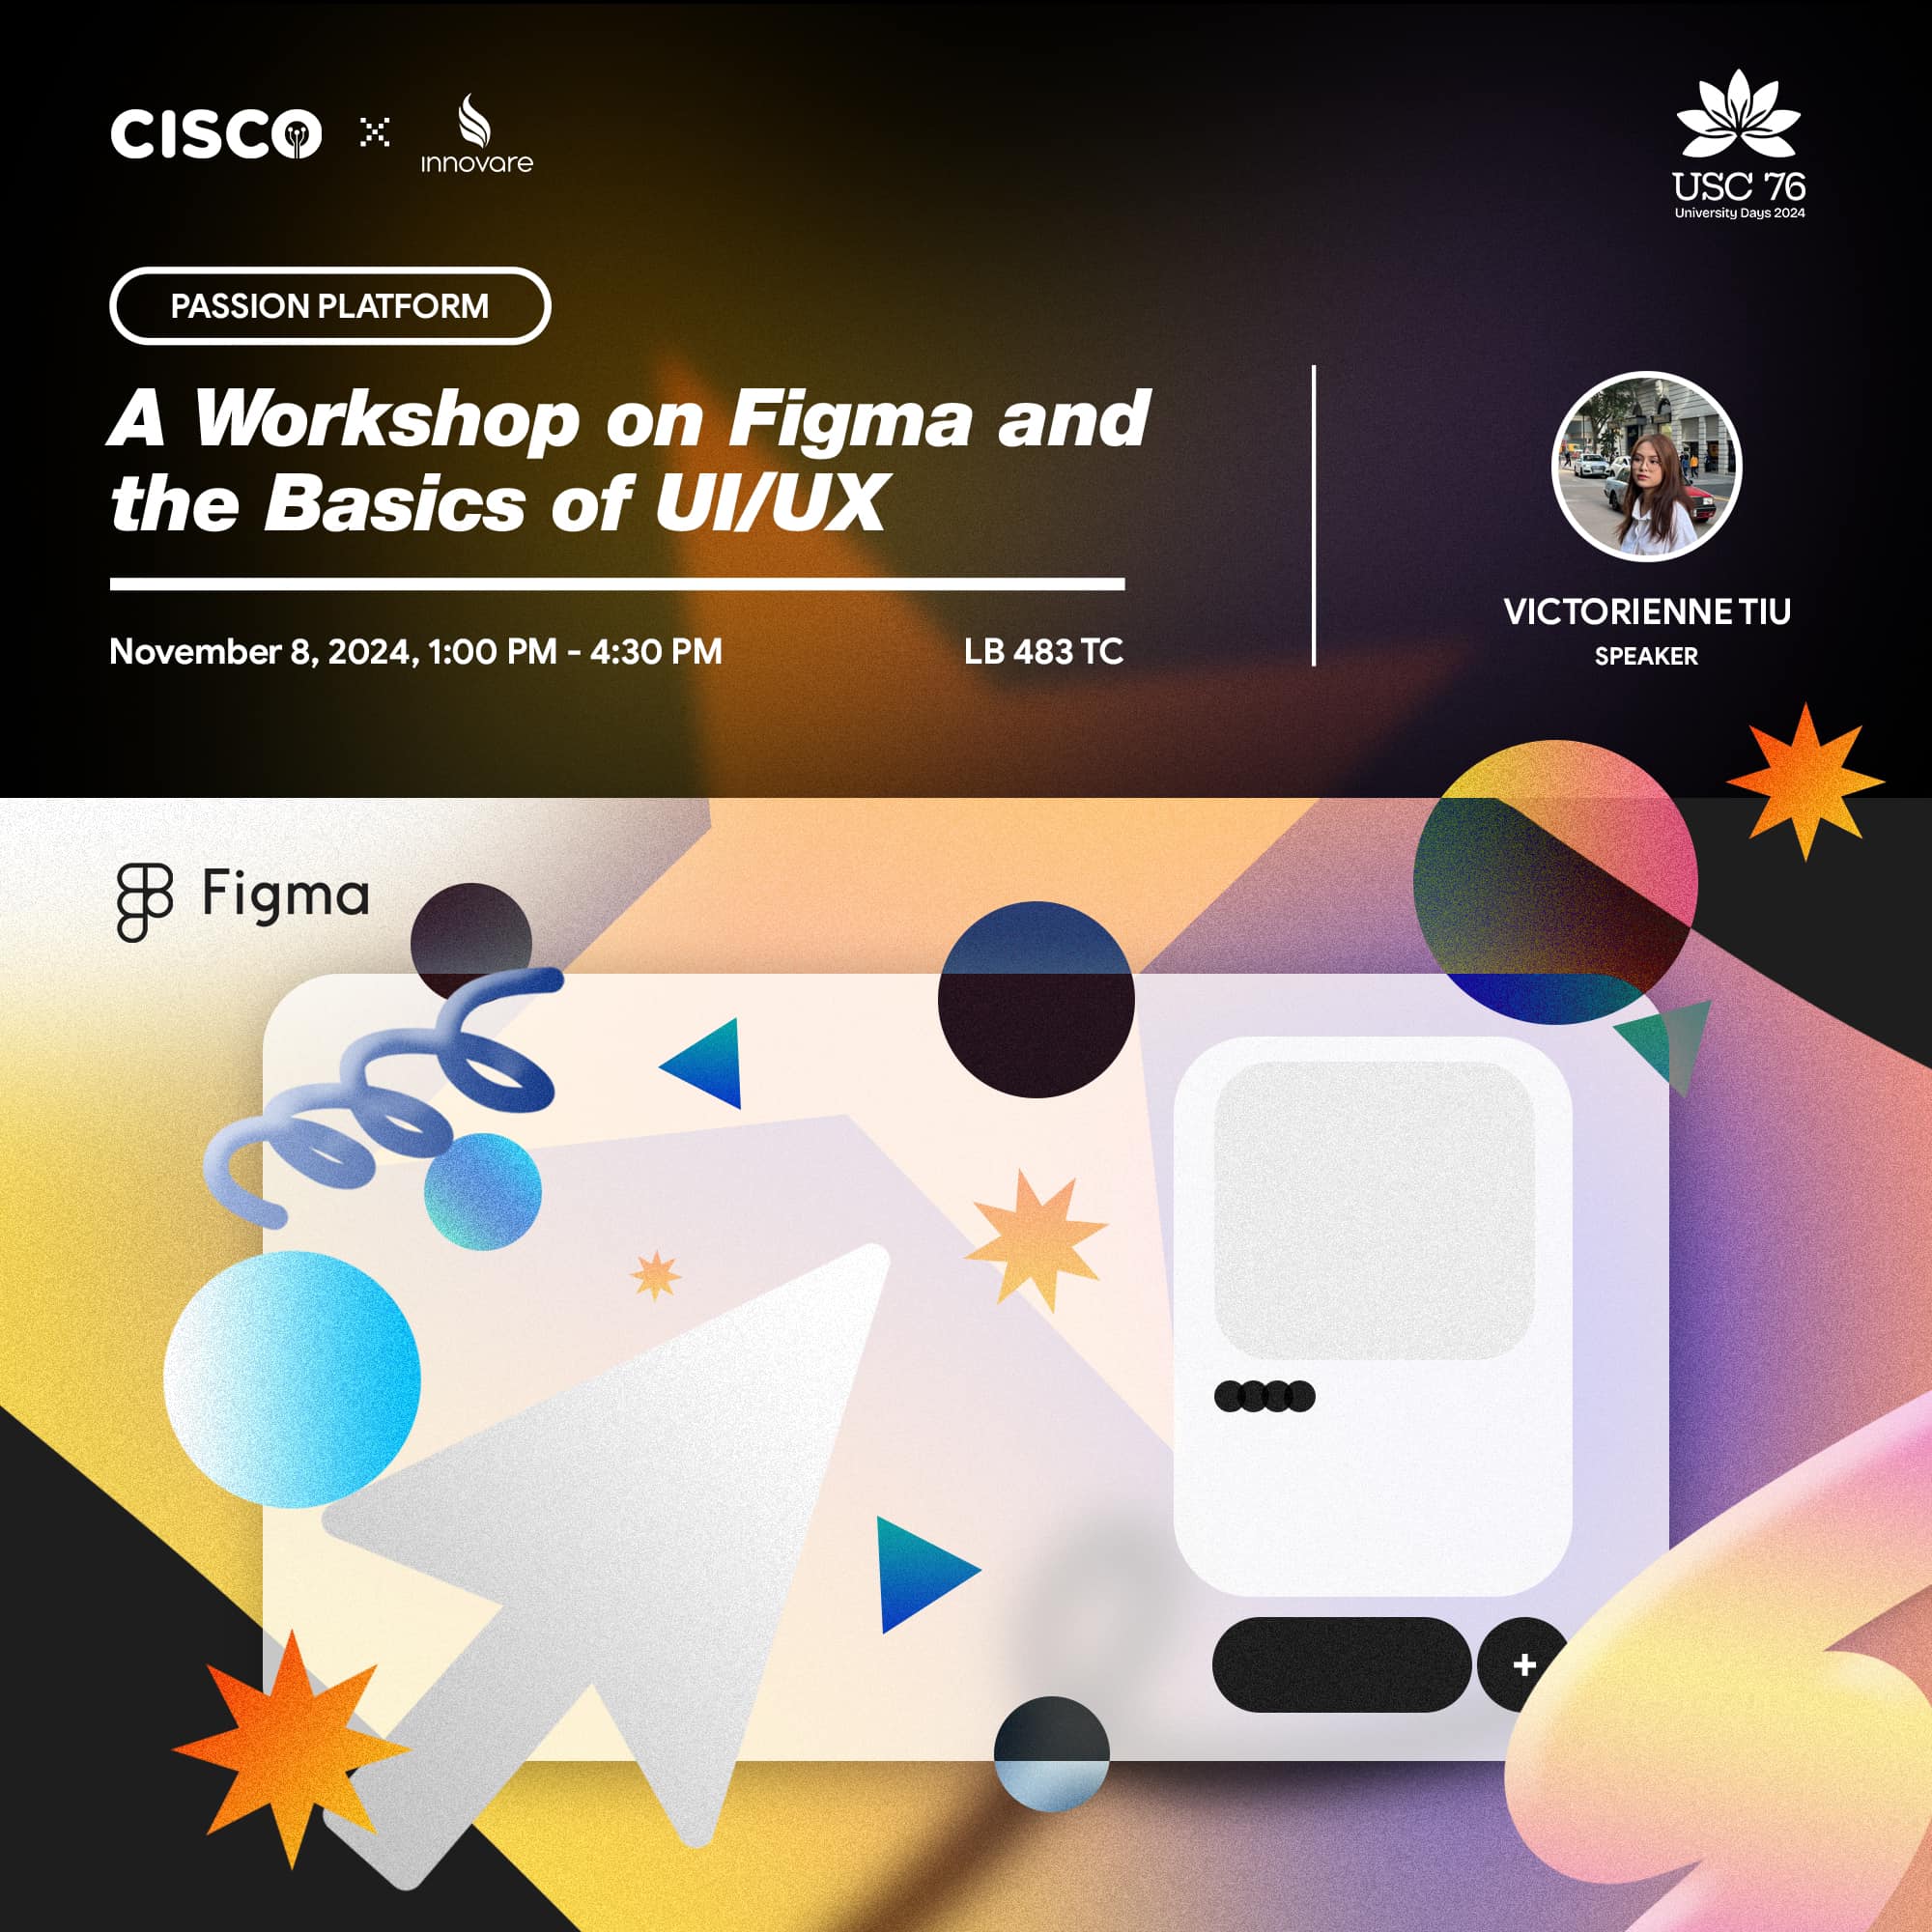 CISCO
innovare
USC '76
University Days 2024
PASSION PLATFORM
A Workshop on Figma and
the Basics of UI/UX
November 8, 2024, 1:00 PM - 4:30 PM
LB 483 TC
VICTORIENNE TIU
SPEAKER
Figma
+